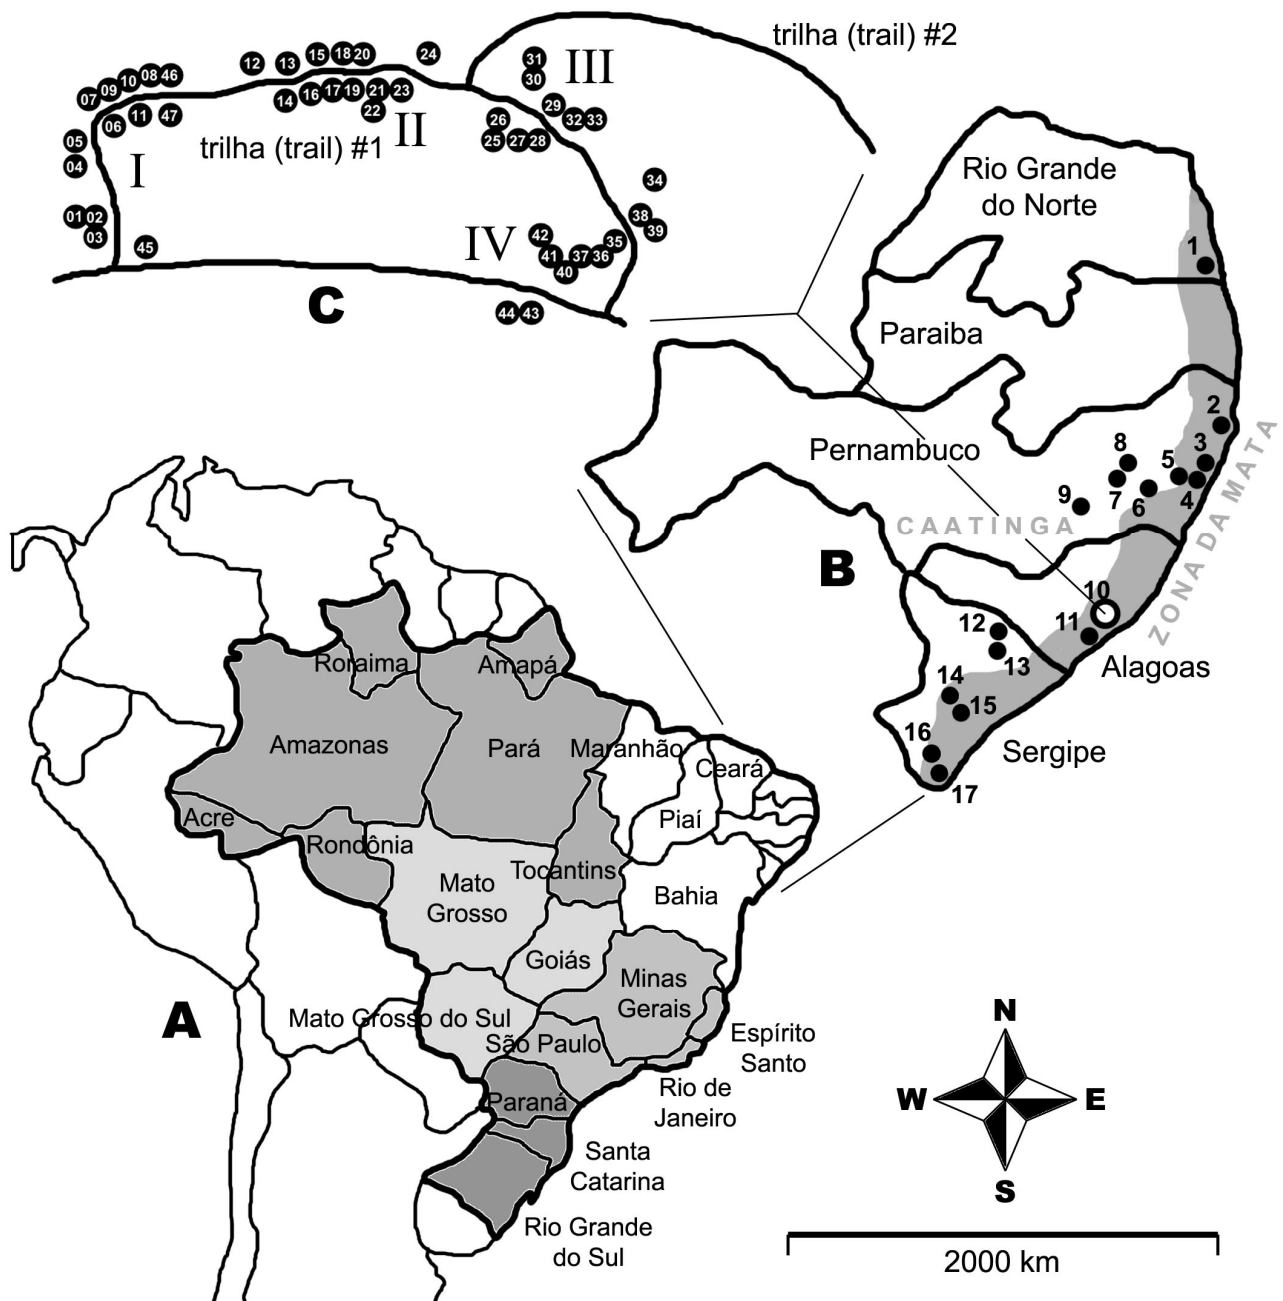 trilha (trail) #2
12 13 15 18 20 24
31
III
30
07 09 10 08 46
14 16 17 19 21 23
22
29
32 33
06 11 47
26
II
25 27 28
trilha (trail) #1
05
04
I
34
01 02
03
45
38
39
IV
42
41 37 36 35
40
44 43
C
Rio Grande
do Norte
1
Paraiba
2
Pernambuco
8
5
3
9
7
6
4
CAATINGA
ZONA DA MATA
B
10
11
12
13
Alagoas
14
15
16
Sergipe
17
Roraima
Amapá
Amazonas
Pará
Maranhão
Ceará
Piaí
Acre
Rondônia
Tocantins
Mato
Grosso
Bahia
Goiás
Minas
Gerais
A
Mato Grosso do Sul
São Paulo
Espírito
Santo
Rio de
Janeiro
Paraná
Santa
Catarina
Rio Grande
do Sul
N
W E
S
2000 km